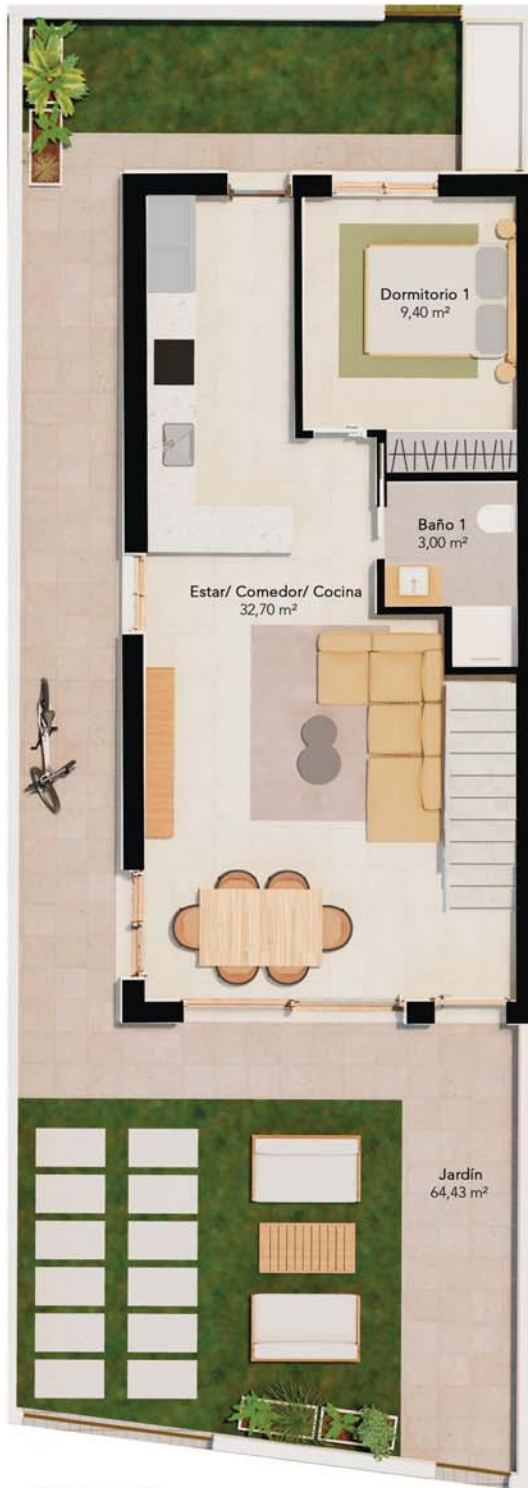 Dormitorio 1
9,40 m²
Baño 1
3,00 m²
Estar/ Comedor/ Cocina
32,70 m²
Jardín
64,43 m²